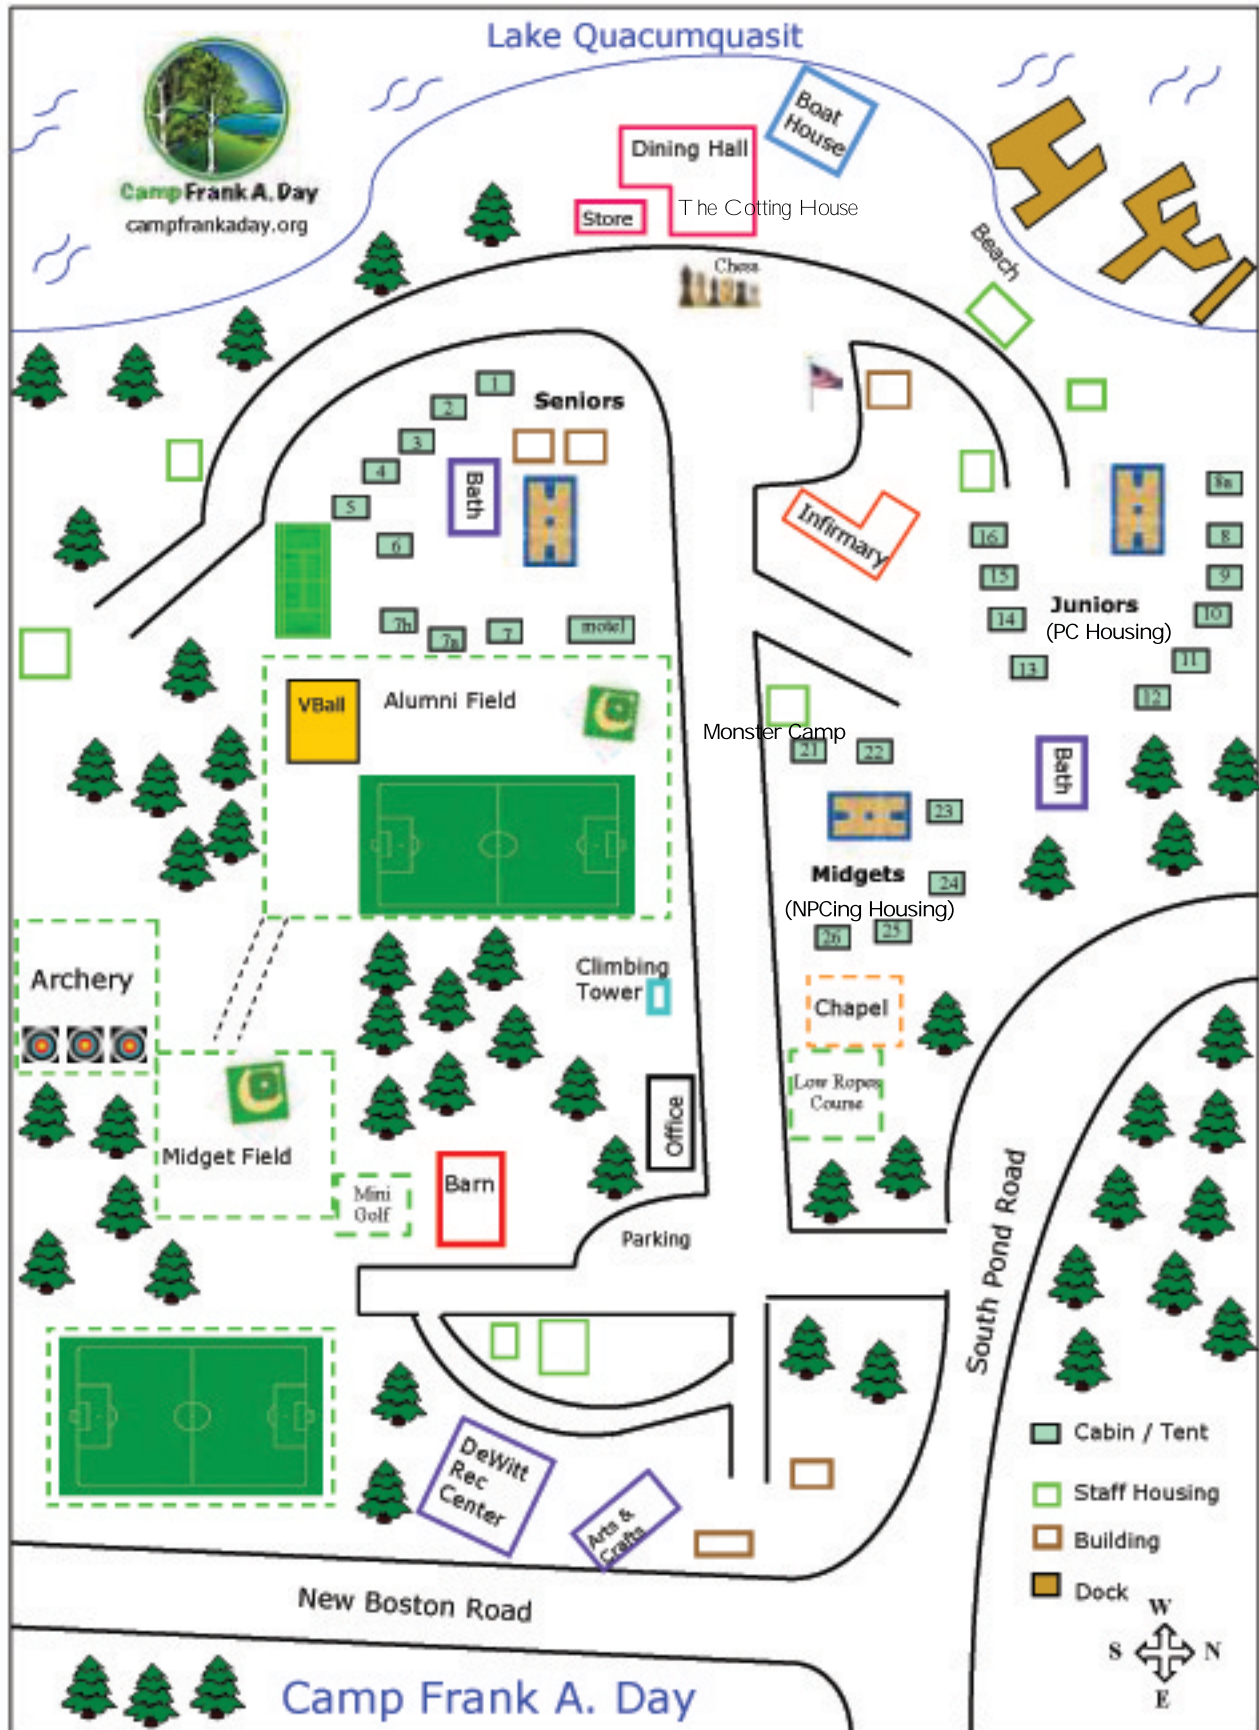 Lake Quacumquasit
Camp Frank A. Day
campfrankaday.org
Boat
House
Dining Hall
The Cotting House
Store
Chess
Beach
1
2
3
4
5
6
7b
7a
7
motel
Seniors
Bath
Infirmary
16
15
14
13
8a
8
9
10
11
12
Juniors
(PC Housing)
Bath
VBall
Alumni Field
Monster Camp
21
22
23
24
25
26
Midgets
(NPCing Housing)
Archery
Climbing
Tower
Chapel
Low Ropes
Course
Office
Midget Field
Mini
Golf
Barn
Parking
South Pond Road
DeWitt
Rec
Center
Arts &
Crafts
New Boston Road
Cabin / Tent
Staff Housing
Building
Dock
W
S
N
E
Camp Frank A. Day